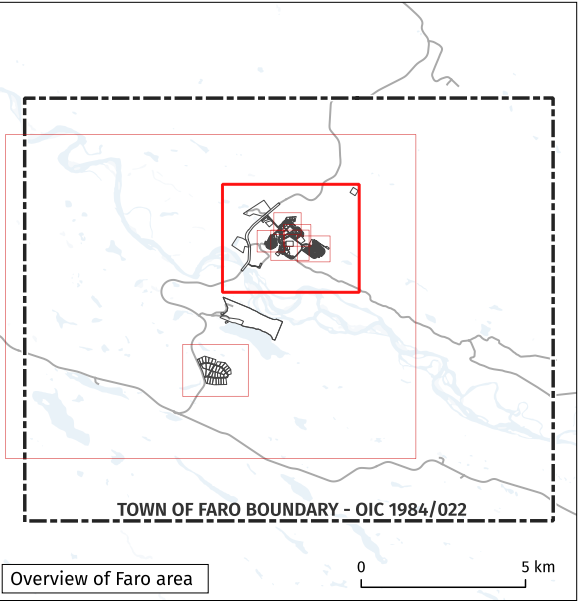 TOWN OF FARO BOUNDARY - OIC 1984/022
Overview of Faro area
0
5 km